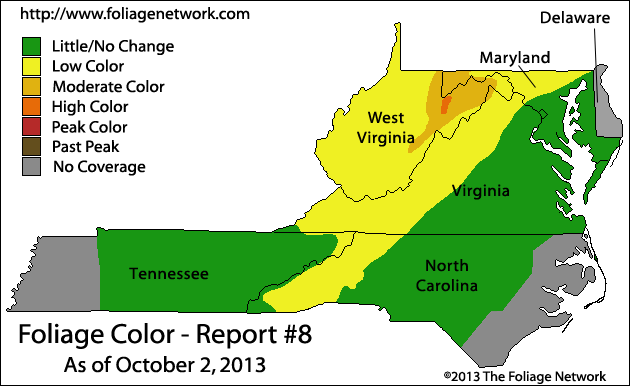 http://www.foliagenetwork.com
Delaware
Little/No Change
Low Color
Moderate Color
High Color
Peak Color
Past Peak
No Coverage
Maryland
West
Virginia
Virginia
Tennessee
North
Carolina
Foliage Color - Report #8
As of October 2, 2013
©2013 The Foliage Network